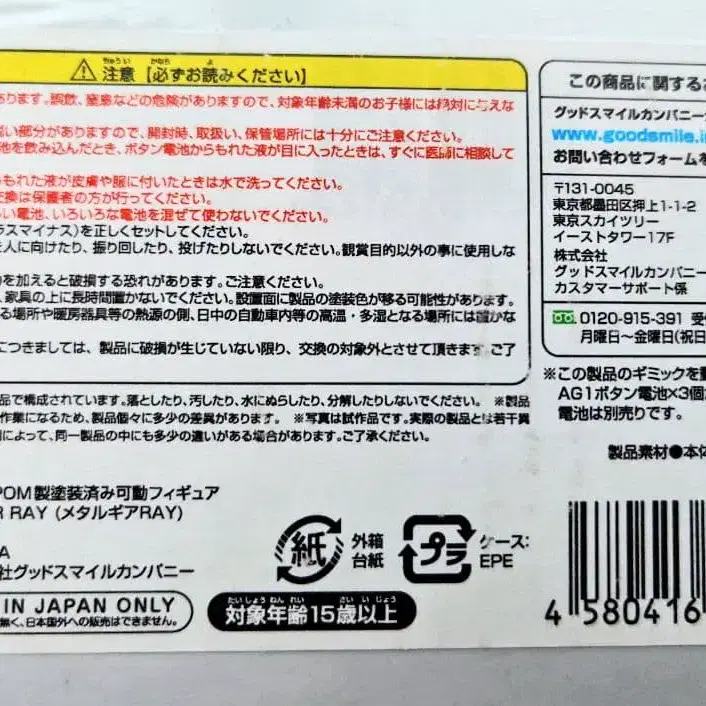 注意【必ずお読みください】
ちゅうい かなら よ
あります。誤飲、窒息などの危険がありますので、対象年齢未満のお子様には絶対に与えな
い部分がありますので、開封時、取扱い、保管場所には十分にご注意ください。
池を飲み込んだとき、ボタン電池からもれた液が目に入ったときは、すぐに医師に相談して
もれた液が皮膚や服に付いたときは水で洗ってください。
交換は保護者の方が行ってください。
い電池、いろいろな電池を混ぜて使わないでください。
ラスマイナス)を正しくセットしてください。
を人に向けたり、振り回したり、投げたりしないでください。観賞目的以外の事に使用しな
を加えると破損する恐れがあります。ご注意ください。
、家具の上に長時間置かないでください。設置面に製品の塗装色が移る可能性があります。
る場所や暖房器具等の熱源の側、日中の自動車内等の高温・多湿となる場所には置かな
につきましては、製品に破損が生じていない限り、交換の対象外とさせて頂きます。ご了
品で構成されています。落としたり、汚したり、水にぬらしたり、分解したりしないでください。 ※製品
作業になるため、製品個々に多少の差異があります。 ※写真は試作品です。実際の製品とは若干異
によって、同一製品の中にも多少の違いがある場合があります。ご了承ください。
POM製塗装済み可動フィギュア
R RAY (メタルギアRAY)
A
社グッドスマイルカンパニー
IN JAPAN ONLY
無く、日本国外への販売はできません。
紙
外箱
台紙
プラ
ケース:
EPE
たいしょうねんれい さいいじょう
対象年齢15歳以上
この商品に関するお
グッドスマイルカンパニー
www.goodsmile.in
お問い合わせフォームを
〒131-0045
東京都墨田区押上1-1-2
東京スカイツリー
イーストタワー17F
株式会社
グッドスマイルカンパニー
カスタマーサポート係
0120-915-391
月曜日~金曜日(祝日
※この製品のギミックを動
AG1ボタン電池×3個が
電池は別売りです。
製品素材●本体
4 580416